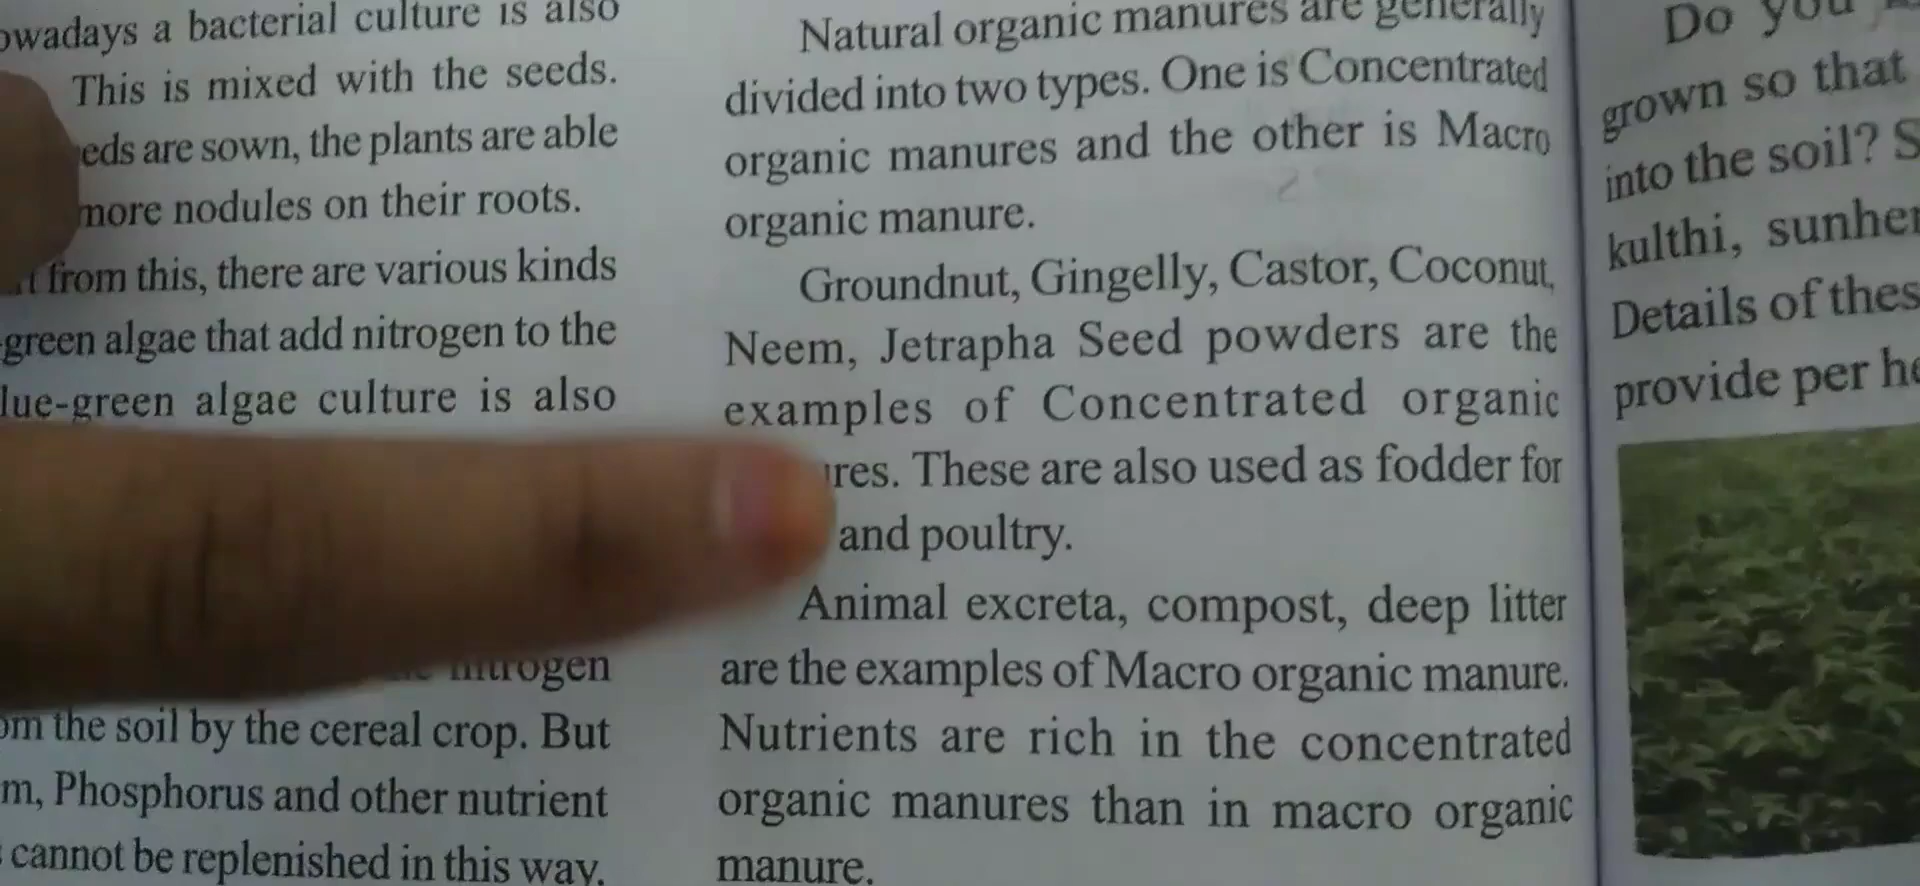 a bacterial culture is also
This is mixed with the seeds.
are sown, the plants are able
more nodules on their roots.
from this, there are various kinds
green algae that add nitrogen to the
-green algae culture is also
nitrogen
the soil by the cereal crop. But
Phosphorus and other nutrient
cannot be replenished in this way.
Natural organic manures are generally
divided into two types. One is Concentrated
organic manures and the other is Macro
organic manure.
Groundnut, Gingelly, Castor, Coconut,
Neem, Jetrapha Seed powders are the
examples of Concentrated organic
These are also used as fodder for
and poultry.
Animal excreta, compost, deep litter
are the examples of Macro organic manure.
Nutrients are rich in the concentrated
organic manures than in macro organic
manure.
Do you
grown so that
into the soil?
kulthi,
Details of
provide per